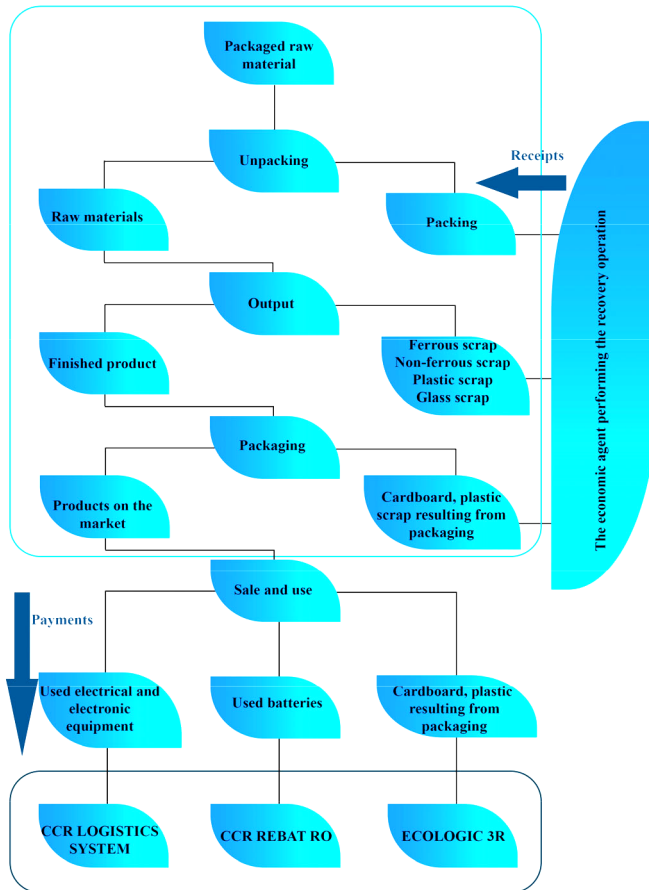 Packaged raw
material
Unpacking
Receipts
Raw materials
Packing
The economic agent performing the recovery operation
Output
Finished product
Ferrous scrap
Non-ferrous scrap
Plastic scrap
Glass scrap
Packaging
Products on the
market
Cardboard, plastic
scrap resulting from
packaging
Sale and use
Payments
Used electrical and
electronic
equipment
Used batteries
Cardboard, plastic
resulting from
packaging
CCR LOGISTICS
SYSTEM
CCR REBAT RO
ECOLOGIC 3R